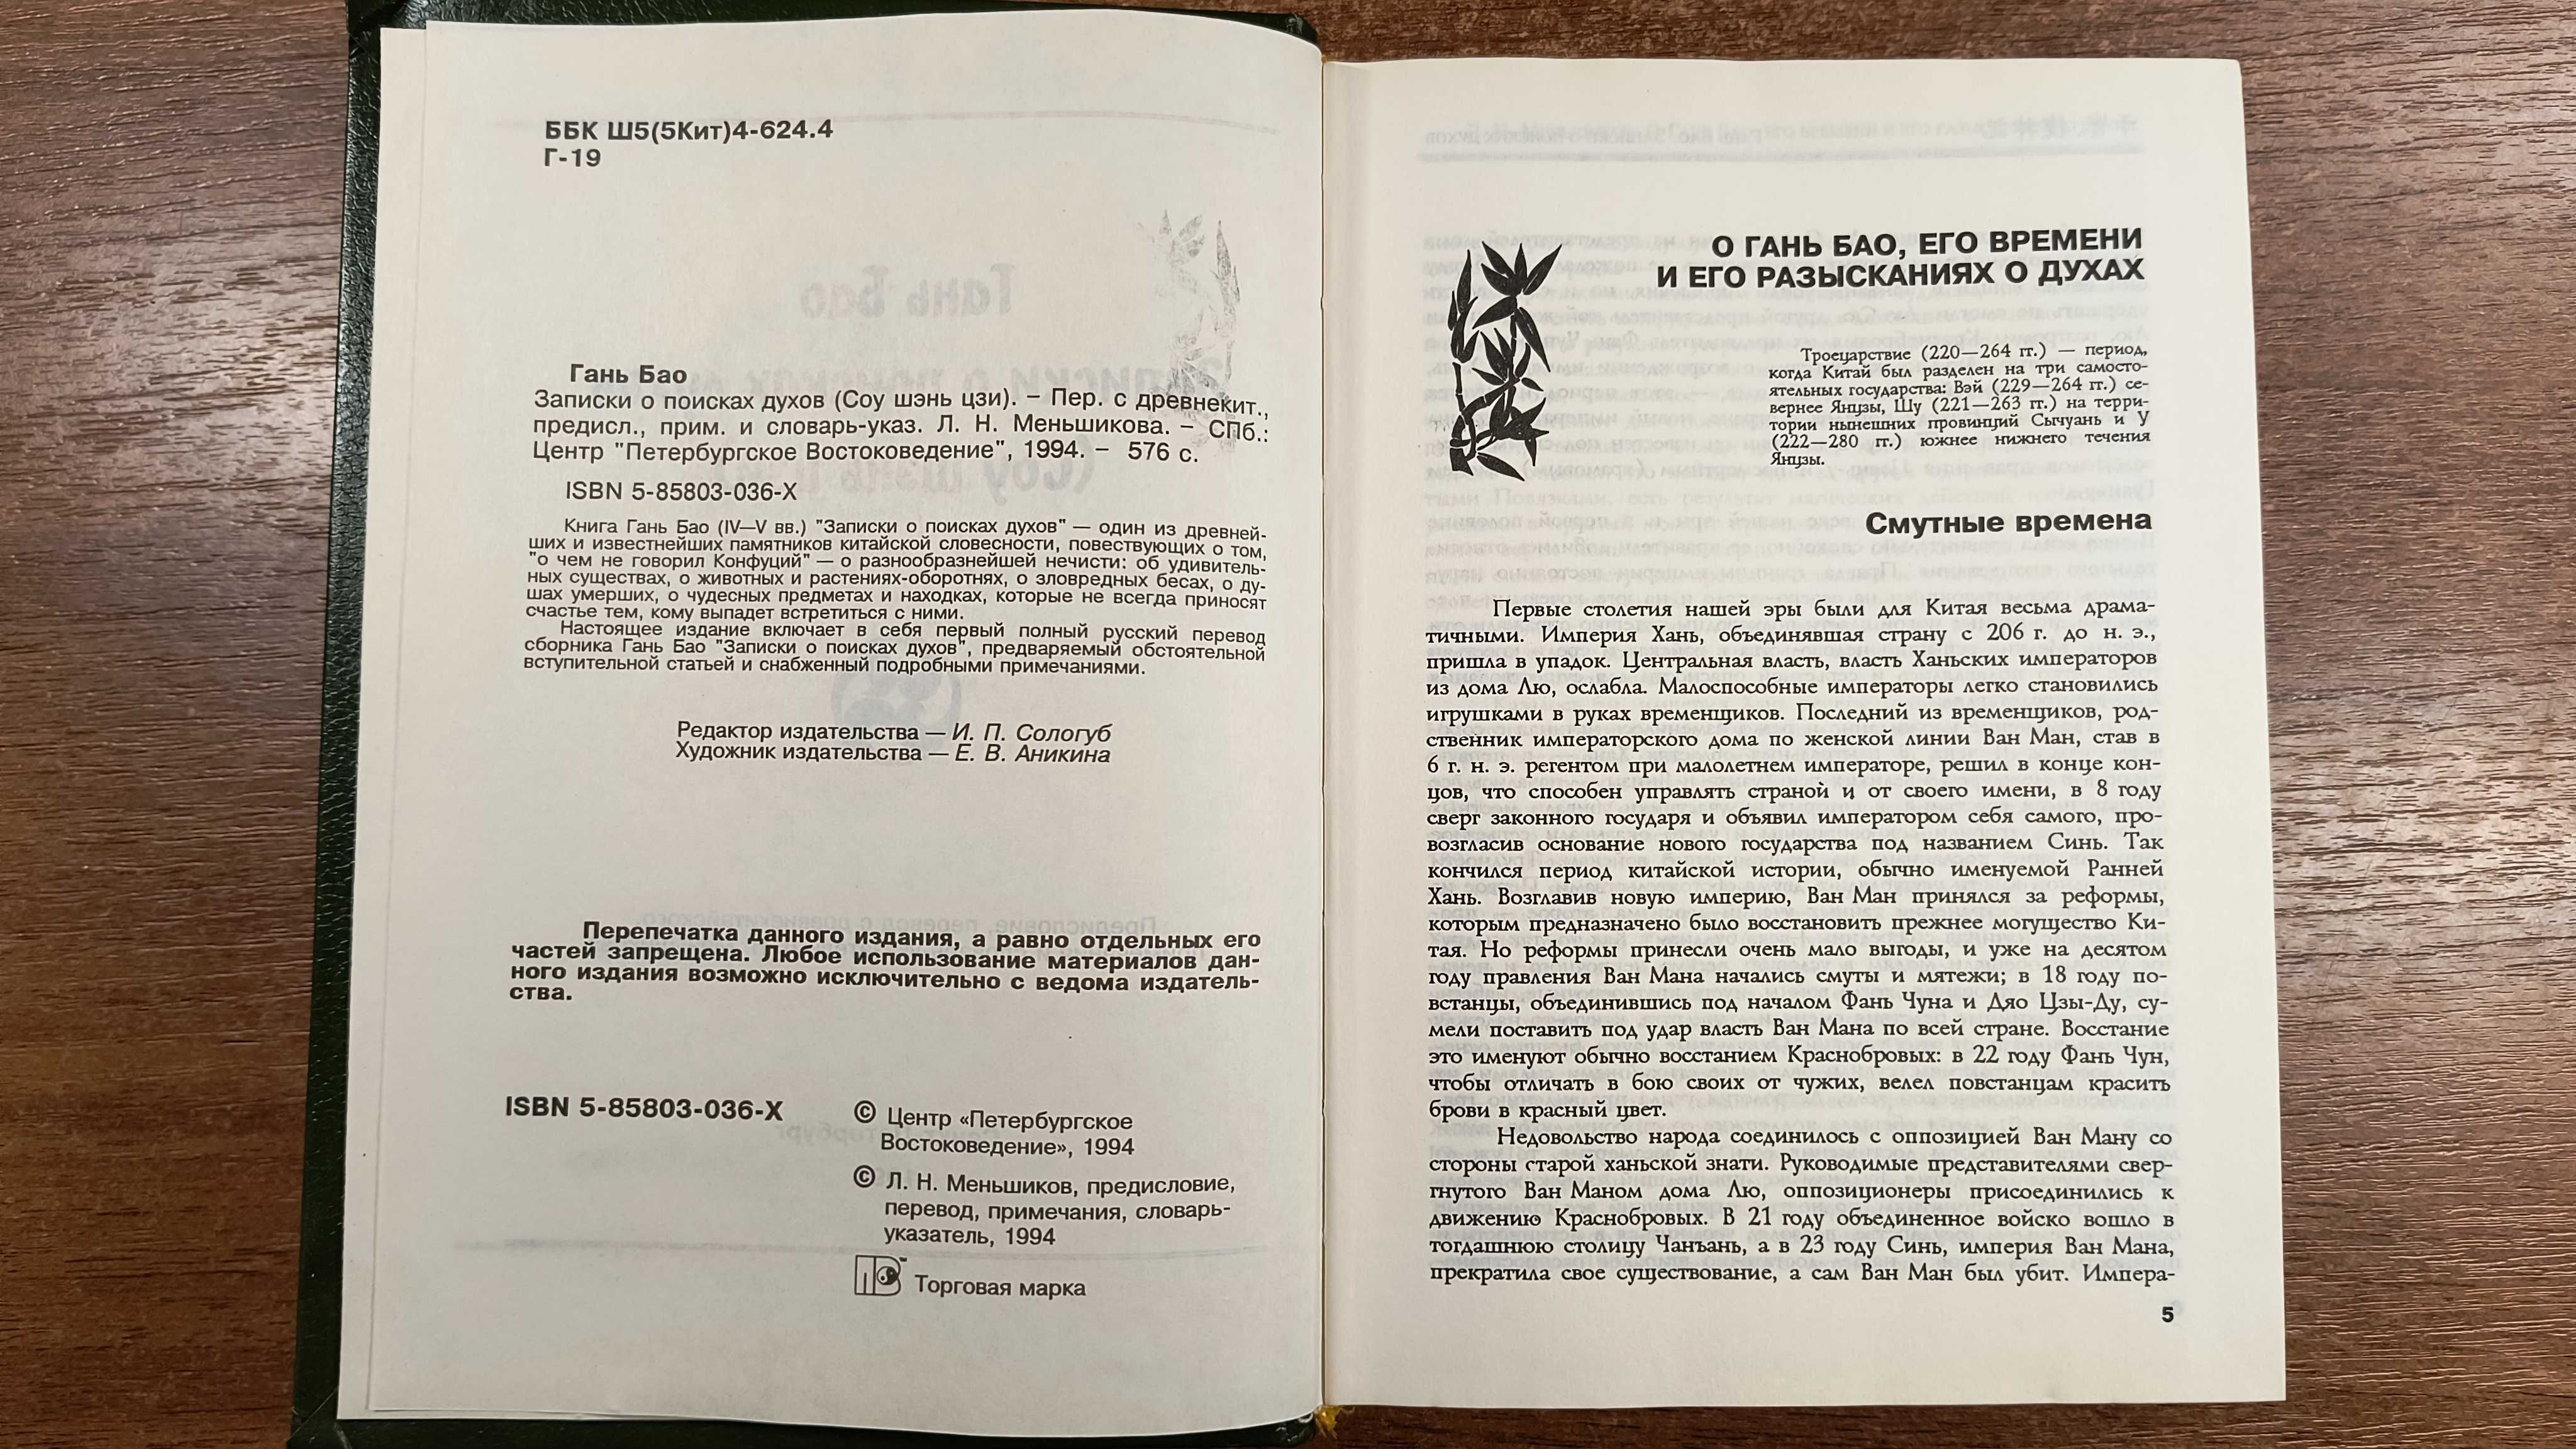 ББК Ш5(5Кит)4-624.4
Г-19
Гань Бао
Записки о поисках духов (Соу шэнь цзи). – Пер. с древнекит.,
предисл., прим. и словарь-указ. Л. Н. Меньшикова. – СПб.:
Центр "Петербургское Востоковедение", 1994. – 576 с.
ISBN 5-85803-036-X
Книга Гань Бао (IV—V вв.) "Записки о поисках духов" — один из древней-
ших и известнейших памятников китайской словесности, повествующих о том,
"о чем не говорил Конфуций" — о разнообразнейшей нечисти: об удивитель-
ных существах, о животных и растениях-оборотнях, о зловредных бесах, о ду-
шах умерших, о чудесных предметах и находках, которые не всегда приносят
счастье тем, кому выпадет встретиться с ними.
Настоящее издание включает в себя первый полный русский перевод
сборника Гань Бао "Записки о поисках духов", предваряемый обстоятельной
вступительной статьей и снабженный подробными примечаниями.
Редактор издательства — И. П. Сологуб
Художник издательства — Е. В. Аникина
Перепечатка данного издания, а равно отдельных его
частей запрещена. Любое использование материалов дан-
ного издания возможно исключительно с ведома издатель-
ства.
ISBN 5-85803-036-X
© Центр «Петербургское
Востоковедение», 1994
© Л. Н. Меньшиков, предисловие,
перевод, примечания, словарь-
указатель, 1994
Торговая марка
О ГАНЬ БАО, ЕГО ВРЕМЕНИ
И ЕГО РАЗЫСКАНИЯХ О ДУХАХ
Троецарствие (220—264 гг.) — период,
когда Китай был разделен на три самосто-
ятельных государства: Вэй (229—264 гг.) се-
вернее Янцзы, Шу (221—263 гг.) на терри-
тории нынешних провинций Сычуань и У
(222—280 гг.) южнее нижнего течения
Янцзы.
Смутные времена
Первые столетия нашей эры были для Китая весьма драма-
тичными. Империя Хань, объединявшая страну с 206 г. до н. э.,
пришла в упадок. Центральная власть, власть Ханьских императоров
из дома Лю, ослабла. Малоспособные императоры легко становились
игрушками в руках временщиков. Последний из временщиков, род-
ственник императорского дома по женской линии Ван Ман, став в
6 г. н. э. регентом при малолетнем императоре, решил в конце кон-
цов, что способен управлять страной и от своего имени, в 8 году
сверг законного государя и объявил императором себя самого, про-
возгласив основание нового государства под названием Синь. Так
кончился период китайской истории, обычно именуемой Ранней
Хань. Возглавив новую империю, Ван Ман принялся за реформы,
которым предназначено было восстановить прежнее могущество Ки-
тая. Но реформы принесли очень мало выгоды, и уже на десятом
году правления Ван Мана начались смуты и мятежи; в 18 году по-
встанцы, объединившись под началом Фань Чуна и Дяо Цзы-Ду, су-
мели поставить под удар власть Ван Мана по всей стране. Восстание
это именуют обычно восстанием Краснобровых: в 22 году Фань Чун,
чтобы отличать в бою своих от чужих, велел повстанцам красить
брови в красный цвет.
Недовольство народа соединилось с оппозицией Ван Ману со
стороны старой ханьской знати. Руководимые представителями свер-
гнутого Ван Маном дома Лю, оппозиционеры присоединились к
движению Краснобровых. В 21 году объединенное войско вошло в
тогдашнюю столицу Чанъань, а в 23 году Синь, империя Ван Мана,
прекратила свое существование, а сам Ван Ман был убит. Импера-
5